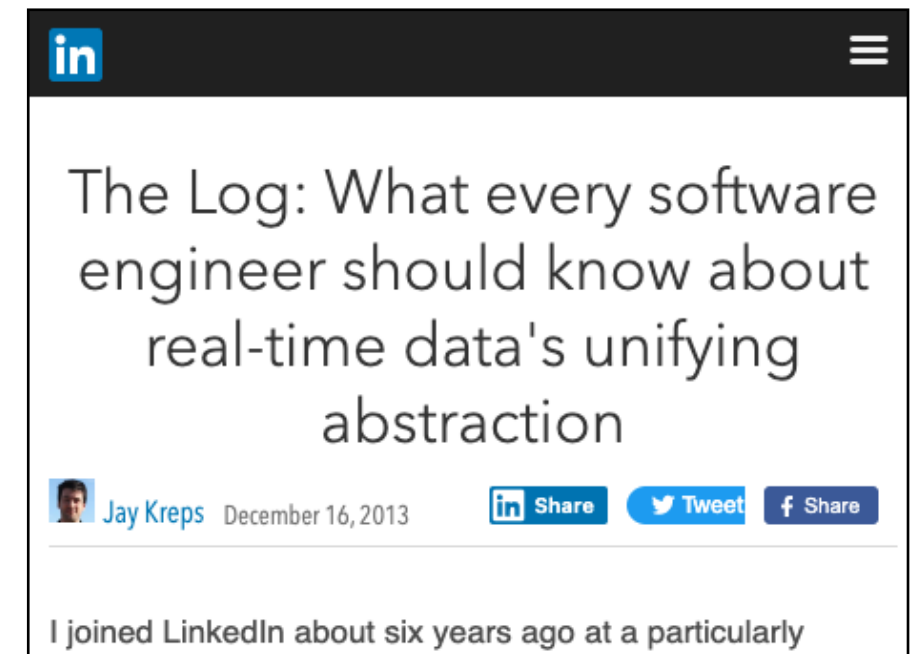 in
The Log: What every software
engineer should know about
real-time data's unifying
abstraction
Jay Kreps December 16, 2013 in Share Tweet f Share
I joined LinkedIn about six years ago at a particularly